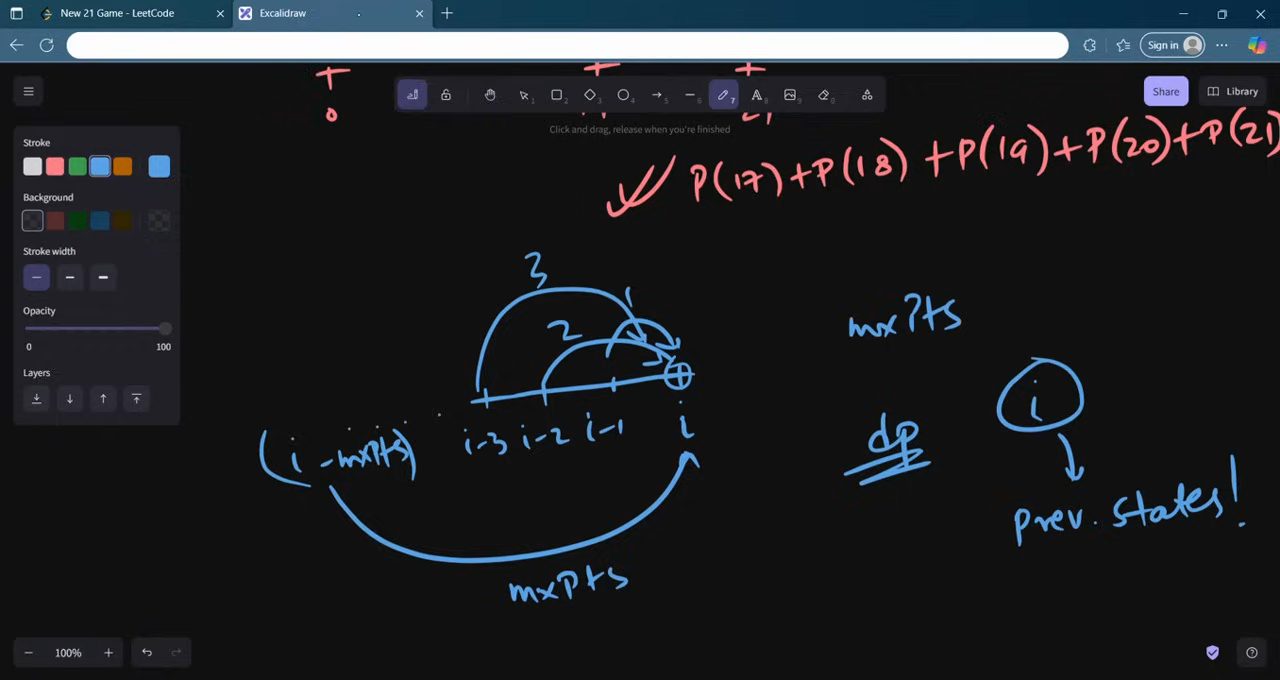 New 21 Game - LeetCode
Excalidraw
Sign in
Share
Library
Click and drag, release when you're finished
0
21
P(17)+P(18)+P(19)+P(20)+P(21)
Stroke
Background
Stroke width
Opacity
0 100
Layers
3
1
2
mxPts
i
(i-mxPts) i-3 i-2 i-1 i
dp
prev. states!
mxPts
100%